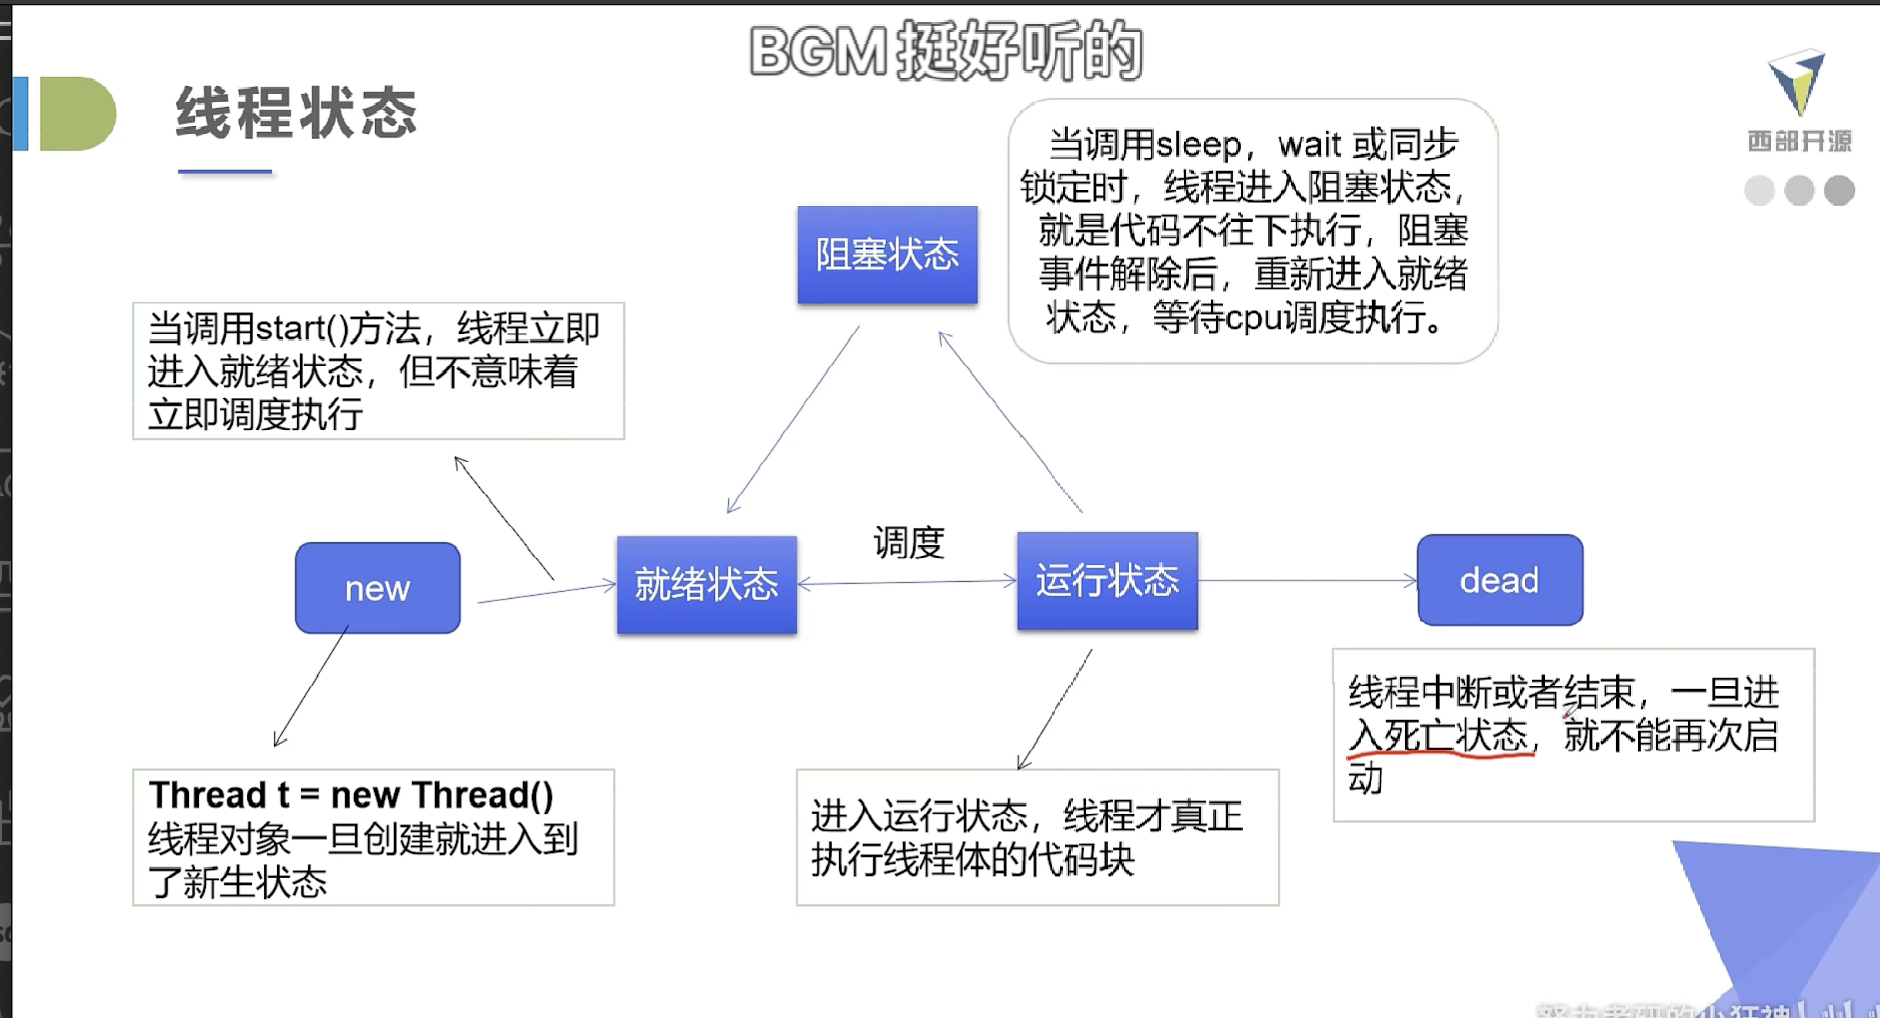 BGM挺好听的
线程状态
西部开源
当调用sleep，wait 或同步
锁定时，线程进入阻塞状态，
就是代码不往下执行，阻塞
事件解除后，重新进入就绪
状态，等待cpu调度执行。
阻塞状态
当调用start()方法，线程立即
进入就绪状态，但不意味着
立即调度执行
调度
new
就绪状态
运行状态
dead
线程中断或者结束，一旦进
入死亡状态，就不能再次启
动
Thread t = new Thread()
线程对象一旦创建就进入到
了新生状态
进入运行状态，线程才真正
执行线程体的代码块